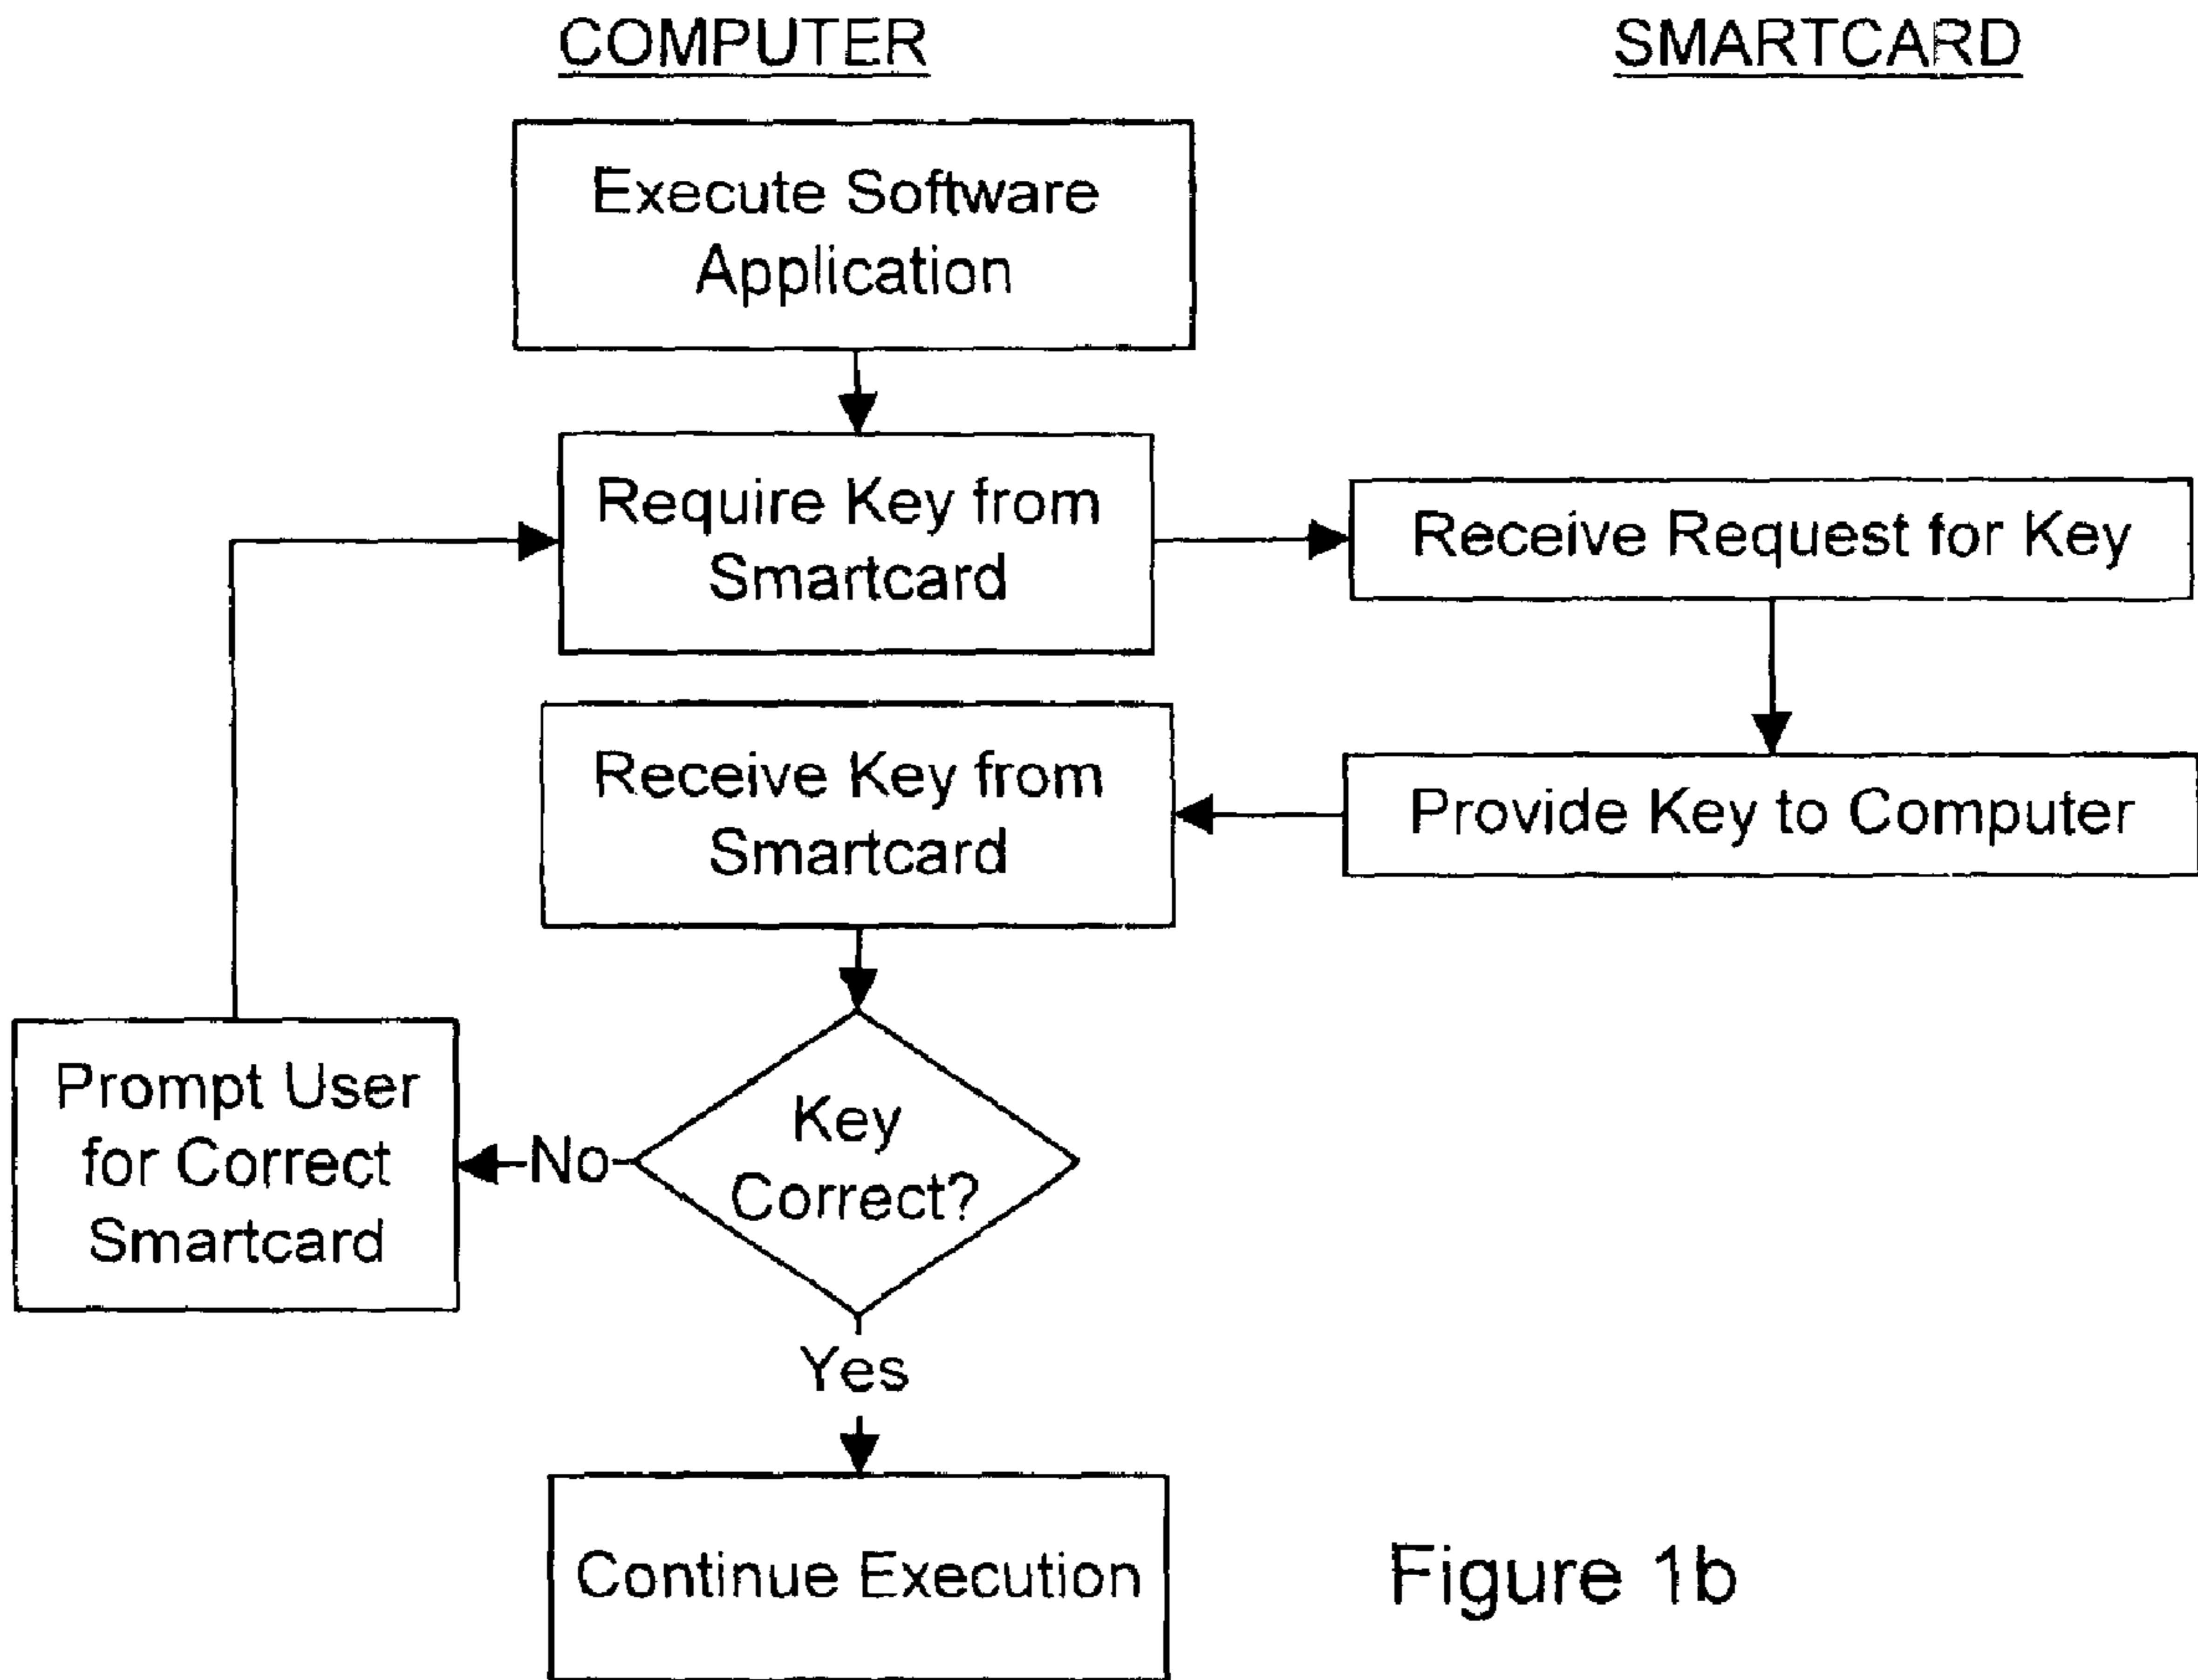 COMPUTER
SMARTCARD
Execute Software
Application
Require Key from
Smartcard
Receive Request for Key
Receive Key from
Smartcard
Provide Key to Computer
Prompt User
for Correct
Smartcard
No
Key
Correct?
Yes
Continue Execution
Figure 1b